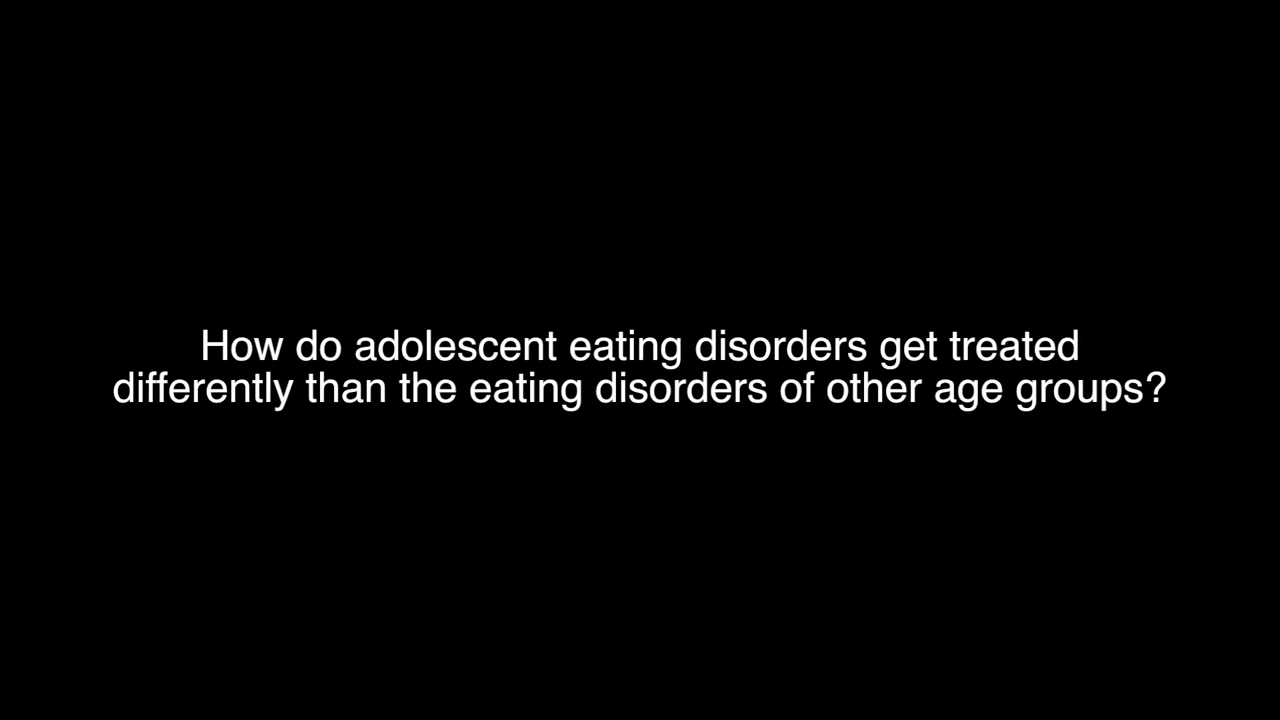 How do adolescent eating disorders get treated
differently than the eating disorders of other age groups?